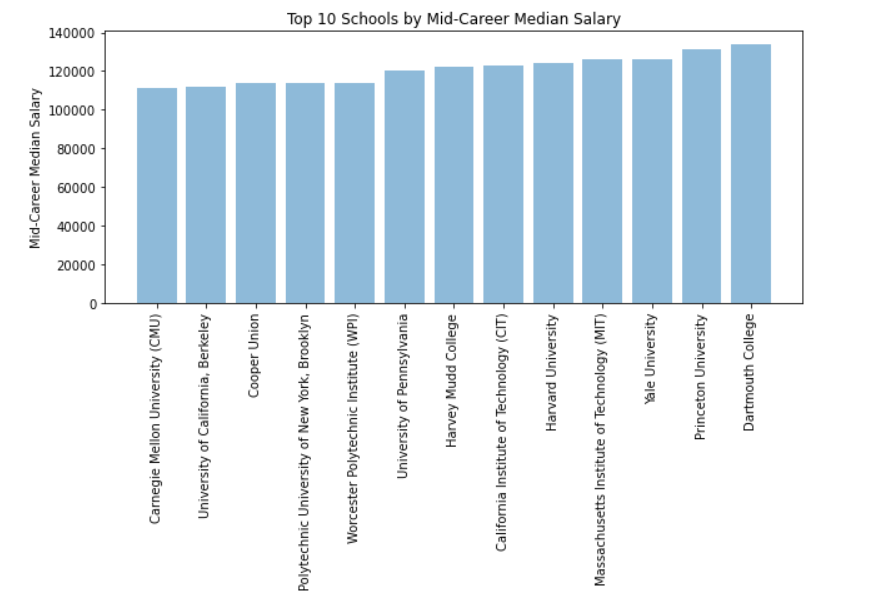 Top 10 Schools by Mid-Career Median Salary
Mid-Career Median Salary
140000
120000
100000
80000
60000
40000
20000
0
Carnegie Mellon University (CMU)
University of California, Berkeley
Cooper Union
Polytechnic University of New York, Brooklyn
Worcester Polytechnic Institute (WPI)
University of Pennsylvania
Harvey Mudd College
California Institute of Technology (CIT)
Harvard University
Massachusetts Institute of Technology (MIT)
Yale University
Princeton University
Dartmouth College